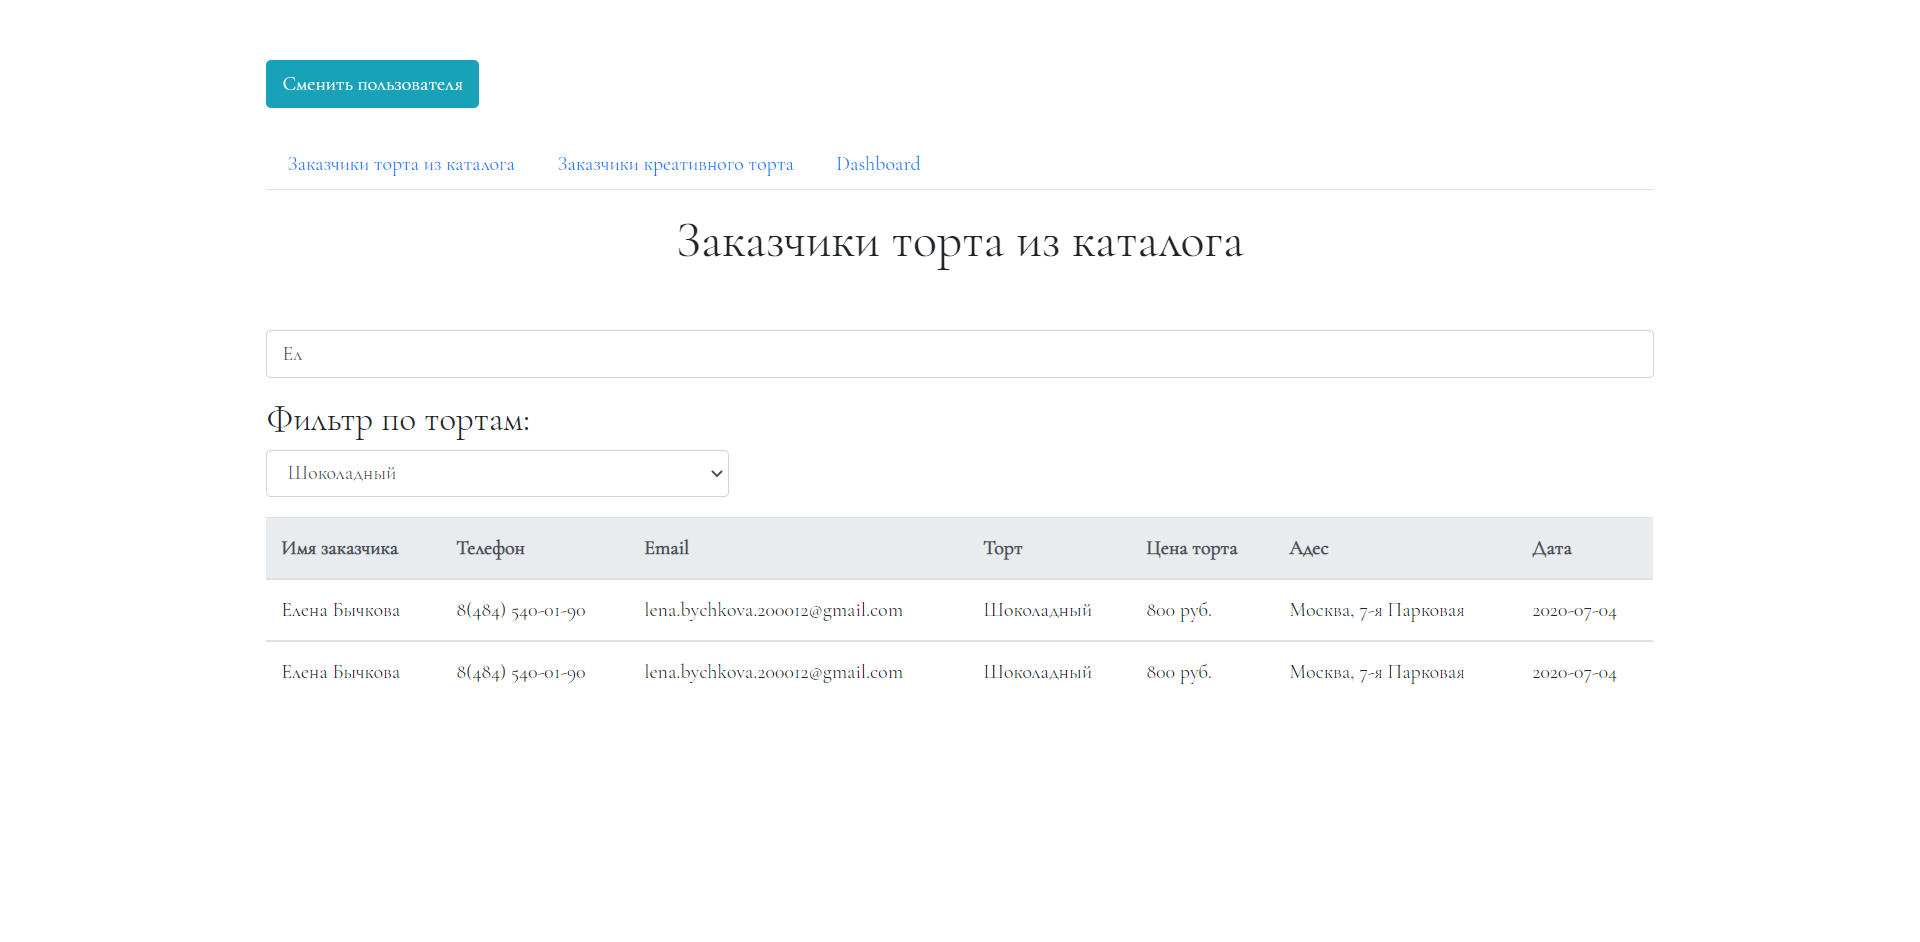 Сменить пользователя
Заказчики торта из каталога Заказчики креативного торта Dashboard
Заказчики торта из каталога
Ел
Фильтр по тортам:
Шоколадный
Имя заказчика Телефон Email Торт Цена торта Адес Дата
Елена Бычкова 8(484) 540-01-90 lena.bychkova.200012@gmail.com Шоколадный 800 руб. Москва, 7-я Парковая 2020-07-04
Елена Бычкова 8(484) 540-01-90 lena.bychkova.200012@gmail.com Шоколадный 800 руб. Москва, 7-я Парковая 2020-07-04